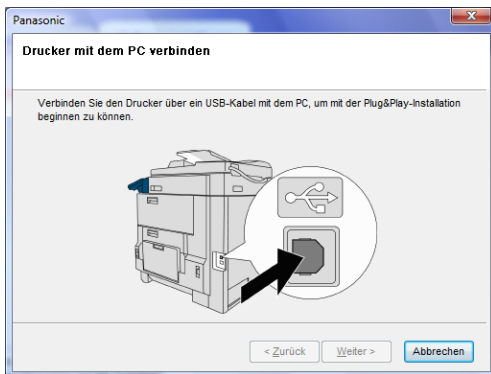 Panasonic
Drucker mit dem PC verbinden
Verbinden Sie den Drucker über ein USB-Kabel mit dem PC, um mit der Plug&Play-Installation
beginnen zu können.
< Zurück Weiter > Abbrechen